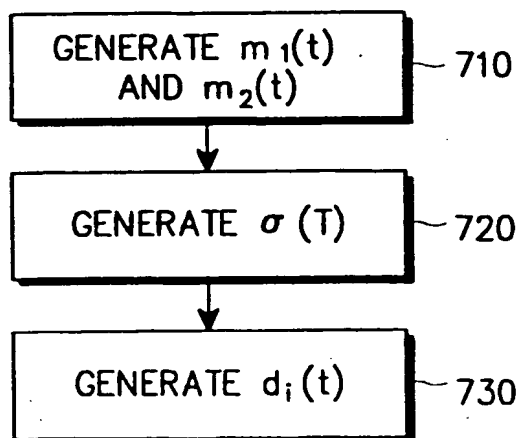 GENERATE m₁(t)
AND m₂(t)
710
GENERATE σ (T)
720
GENERATE dᵢ(t)
730